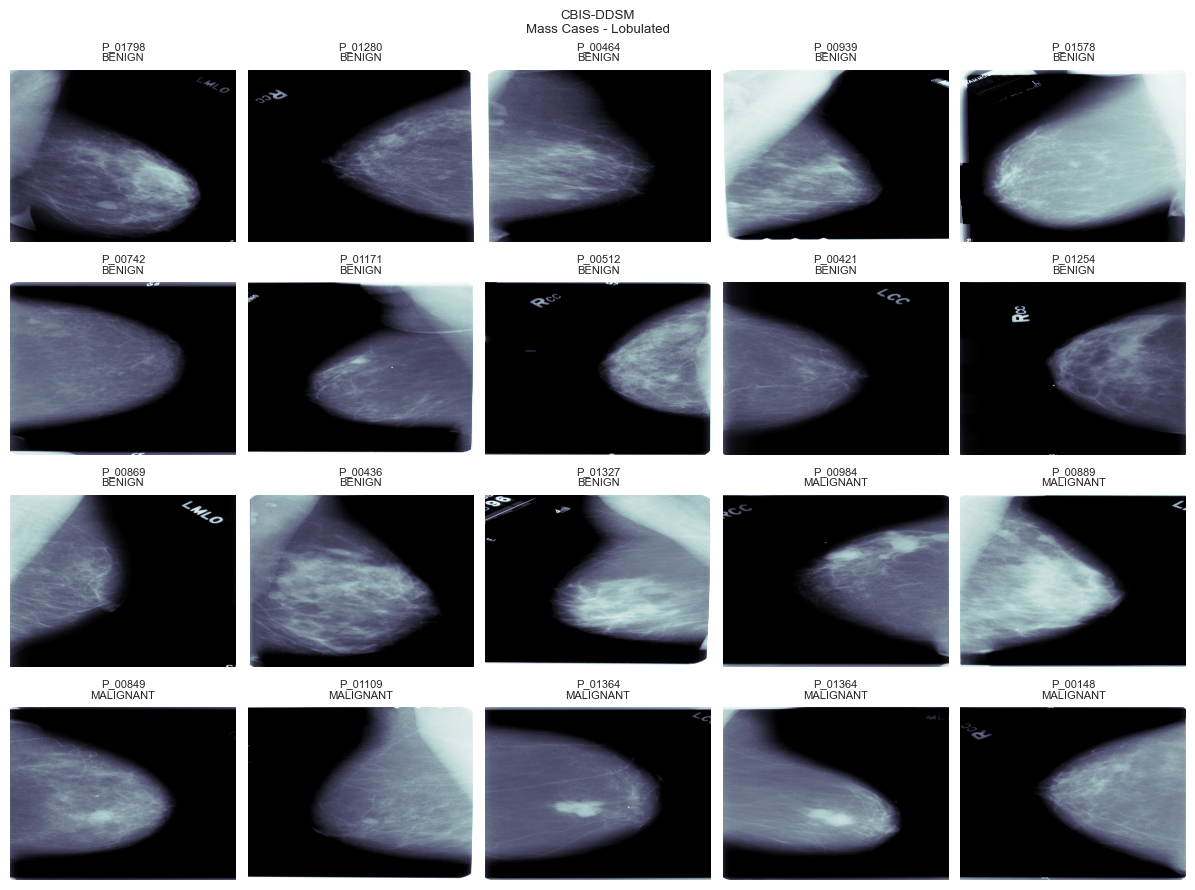 CBIS-DDSM
Mass Cases - Lobulated
P_01798
BENIGN
P_01280
BENIGN
P_00464
BENIGN
P_00939
BENIGN
P_01578
BENIGN
LMLO
RCC
P_00742
BENIGN
P_01171
BENIGN
P_00512
BENIGN
P_00421
BENIGN
P_01254
BENIGN
RCC
LCC
RCC
P_00869
BENIGN
P_00436
BENIGN
P_01327
BENIGN
P_00984
MALIGNANT
P_00889
MALIGNANT
LMLO
98
RCC
P_00849
MALIGNANT
P_01109
MALIGNANT
P_01364
MALIGNANT
P_01364
MALIGNANT
P_00148
MALIGNANT